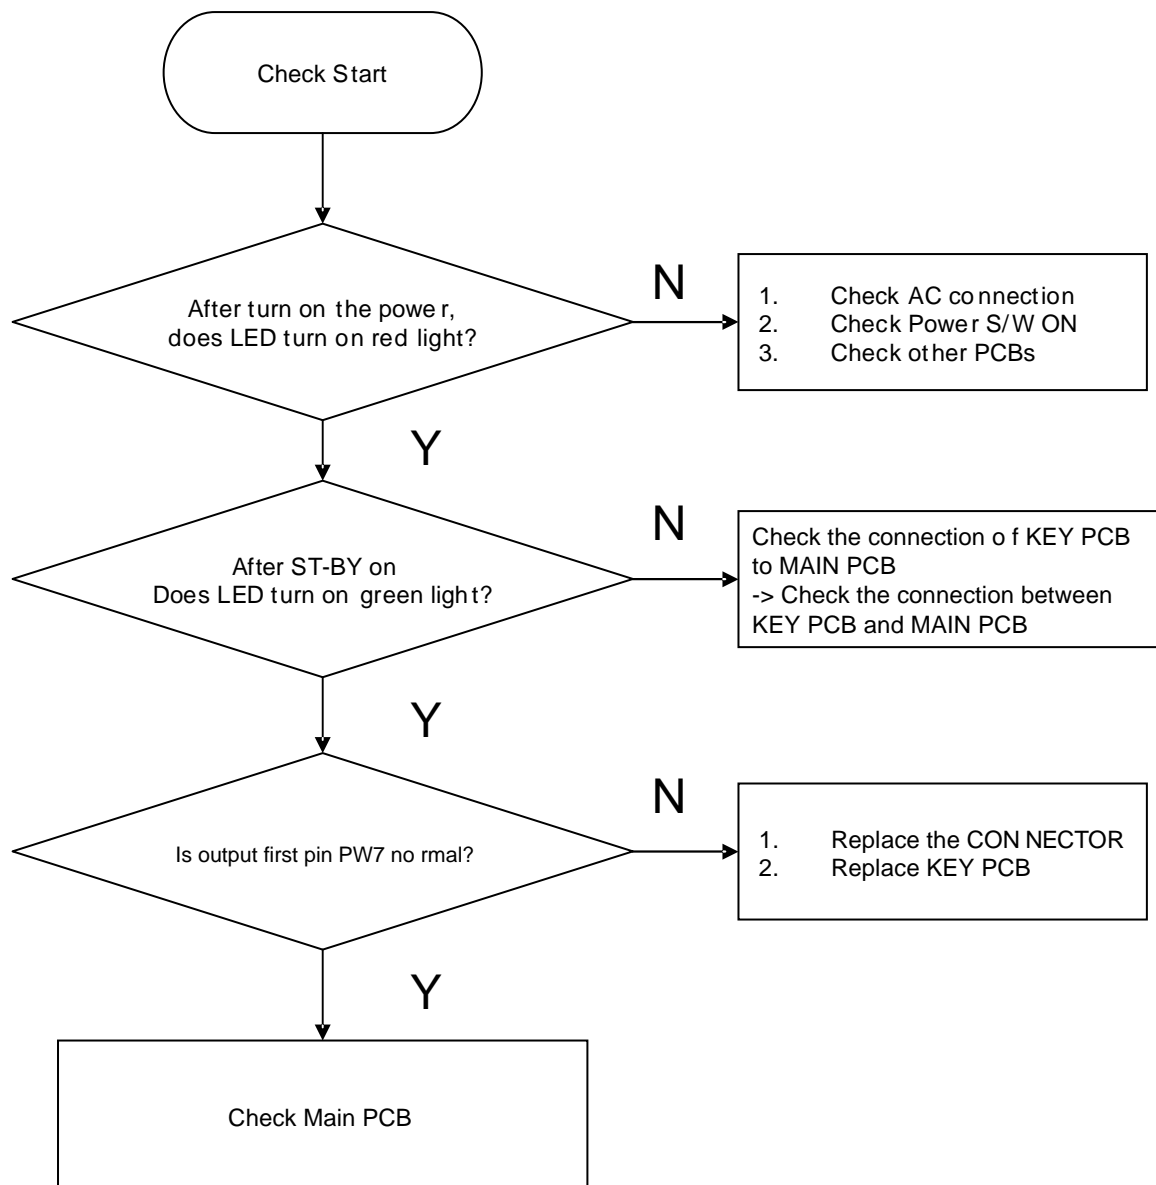 Check Start
After turn on the power,
does LED turn on red light?
N
1. Check AC connection
2. Check Power S/W ON
3. Check other PCBs
Y
After ST-BY on
Does LED turn on green light?
N
Check the connection of KEY PCB
to MAIN PCB
-> Check the connection between
KEY PCB and MAIN PCB
Y
Is output first pin PW7 normal?
N
1. Replace the CONNECTOR
2. Replace KEY PCB
Y
Check Main PCB